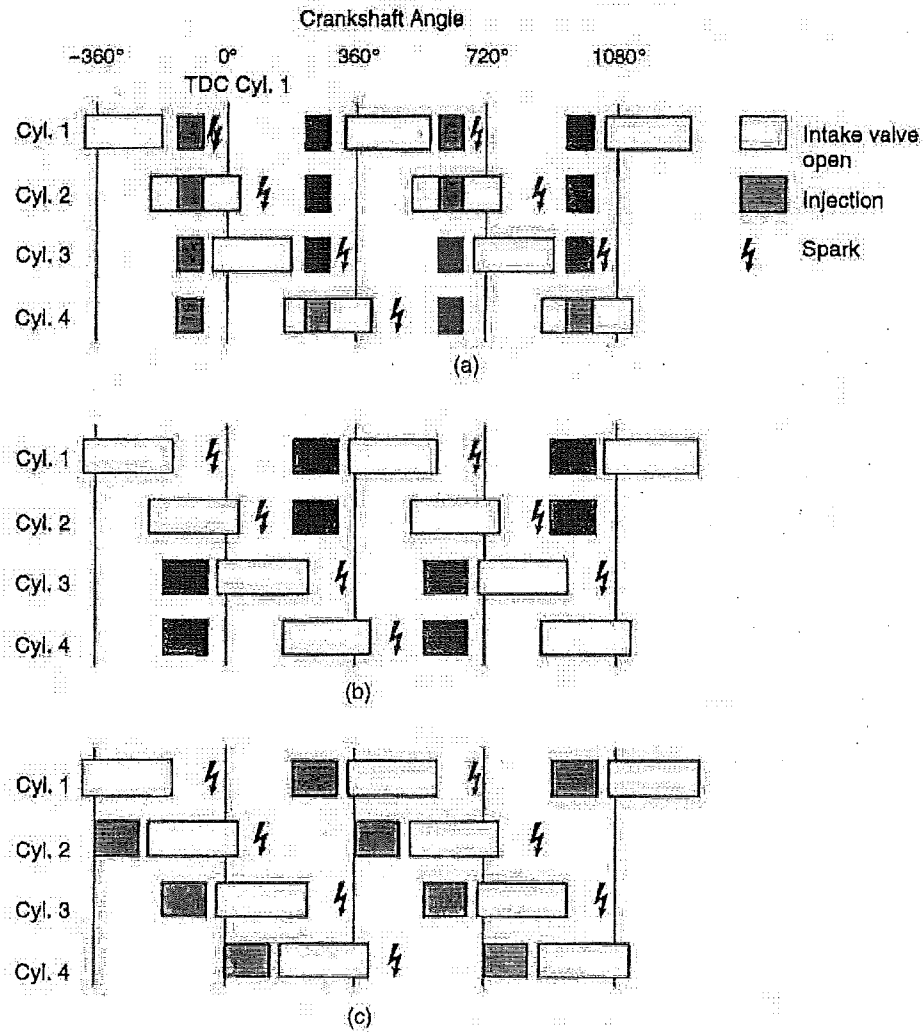 Crankshaft Angle
-360° 0° 360° 720° 1080°
TDC Cyl. 1
Cyl. 1
Cyl. 2
Cyl. 3
Cyl. 4
Intake valve
open
Injection
Spark
(a)
Cyl. 1
Cyl. 2
Cyl. 3
Cyl. 4
(b)
Cyl. 1
Cyl. 2
Cyl. 3
Cyl. 4
(c)